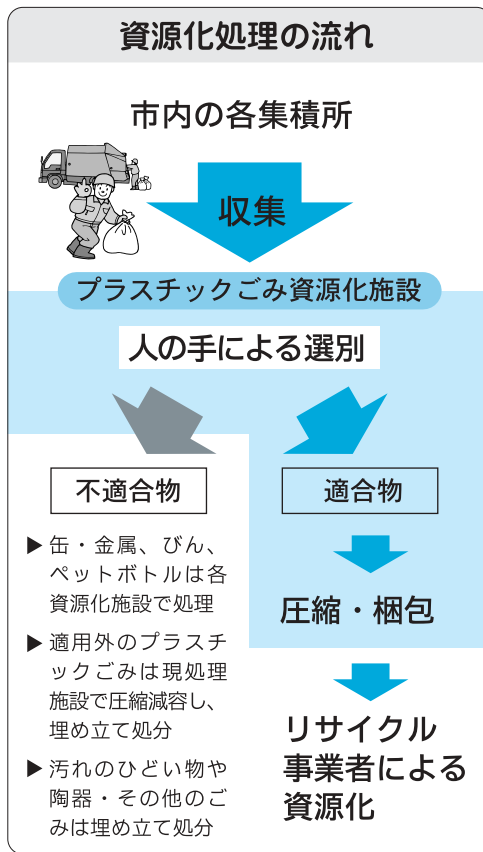 資源化処理の流れ
市内の各集積所
収集
プラスチックごみ資源化施設
人の手による選別
不適合物
▶缶・金属、びん、
ペットボトルは各
資源化施設で処理
▶適用外のプラスチ
ックごみは現処理
施設で圧縮減容し、
埋め立て処分
▶汚れのひどい物や
陶器・その他のご
みは埋め立て処分
適合物
圧縮・梱包
リサイクル
事業者による
資源化